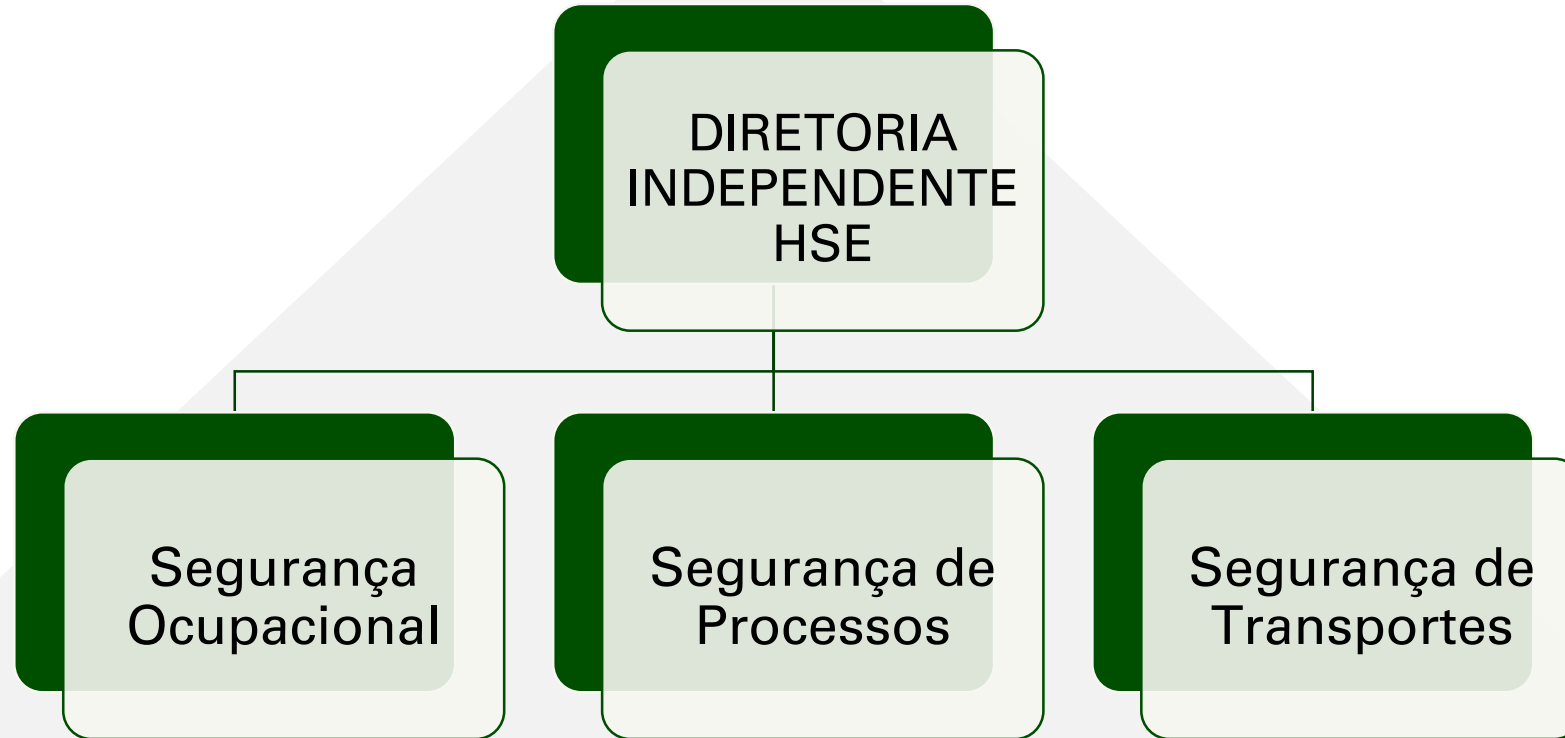 DIRETORIA
INDEPENDENTE
HSE
Segurança
Ocupacional
Segurança de
Processos
Segurança de
Transportes